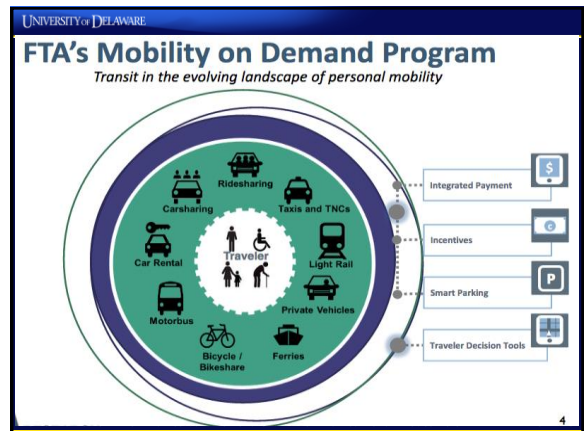 UNIVERSITY OF DELAWARE
FTA's Mobility on Demand Program
Transit in the evolving landscape of personal mobility
Ridesharing
Carsharing
Taxis and TNCs
Car Rental
Traveler
Light Rail
Motorbus
Private Vehicles
Bicycle /
Bikeshare
Ferries
$
Integrated Payment
€
Incentives
P
Smart Parking
Traveler Decision Tools
4